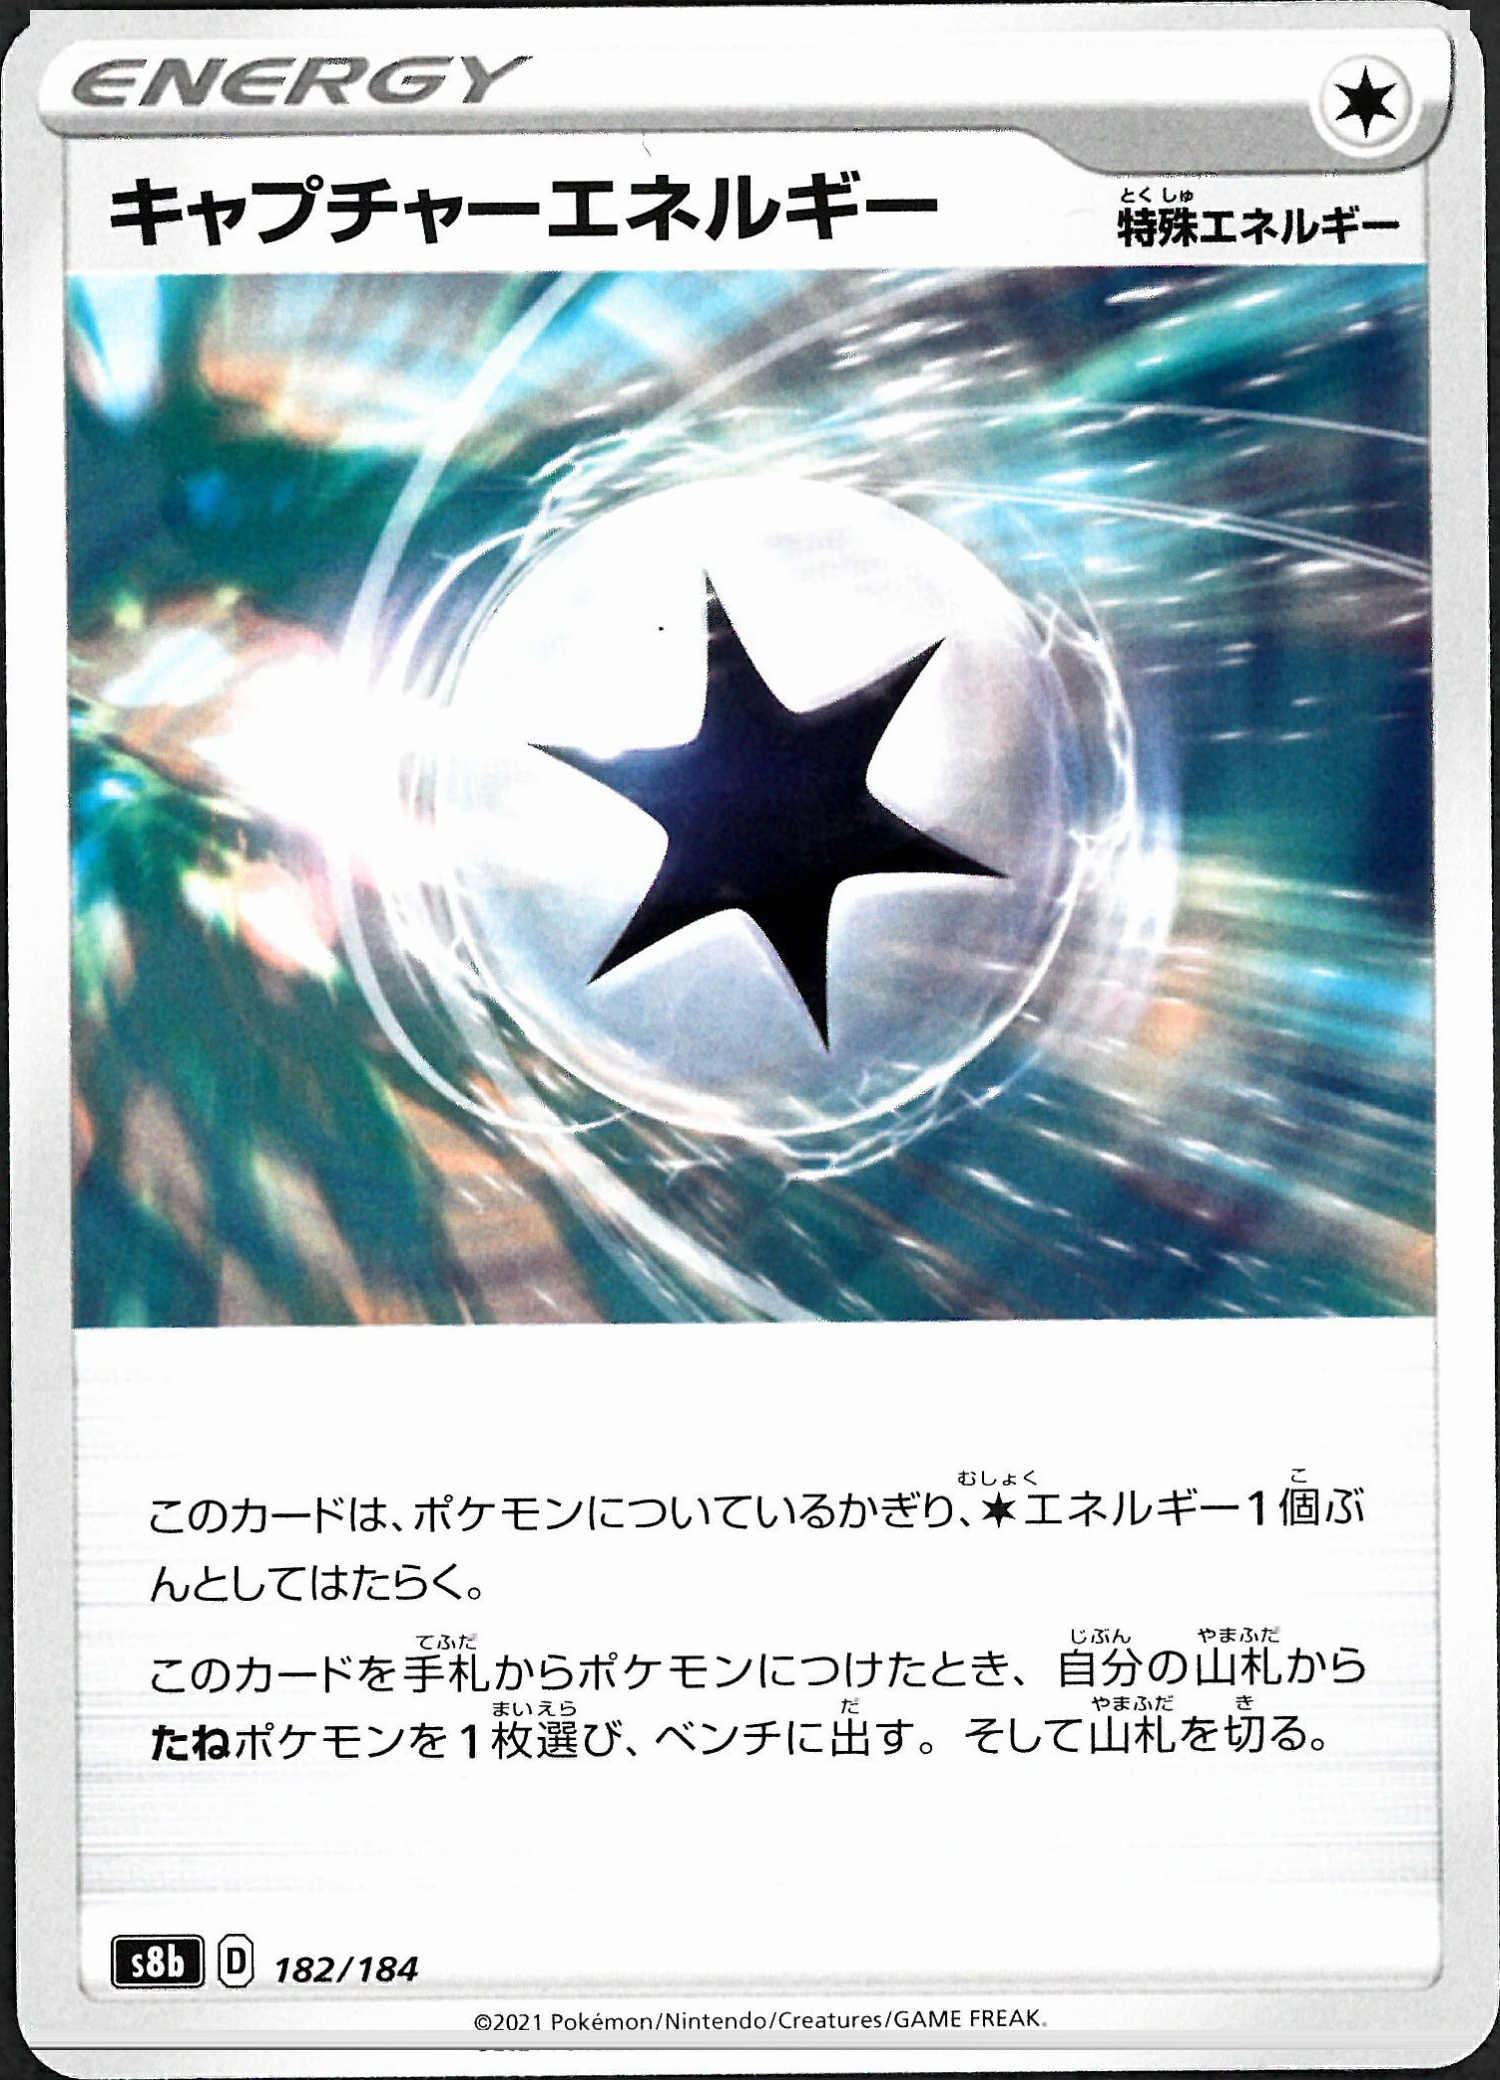 ENERGY
キャプチャーエネルギー
とくしゅ
特殊エネルギー
むしょく こ
このカードは、ポケモンについているかぎり、✶エネルギー1個ぶ
んとしてはたらく。
てふだ じぶん やまふだ
このカードを手札からポケモンにつけたとき、自分の山札から
まいえら だ やまふだ き
たねポケモンを1枚選び、ベンチに出す。そして山札を切る。
s8b D 182/184
©2021 Pokémon/Nintendo/Creatures/GAME FREAK.